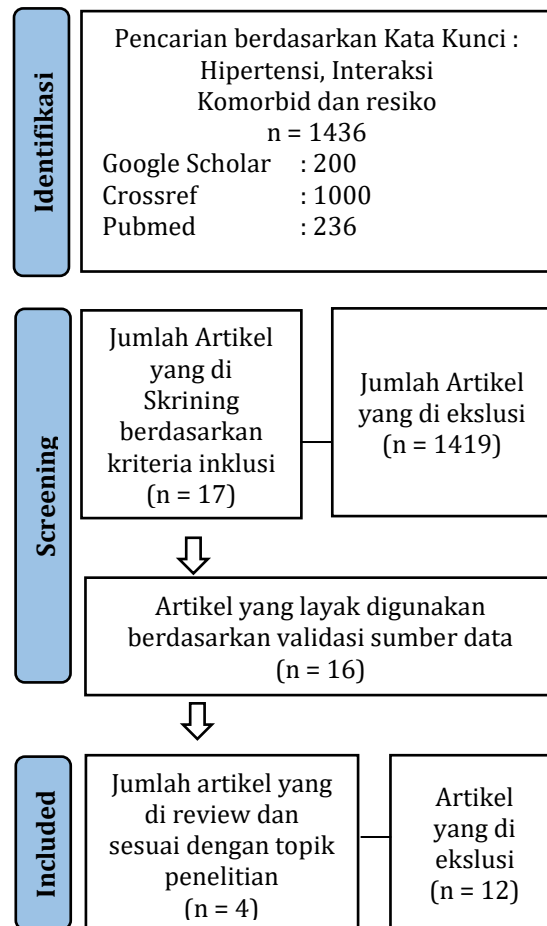 Identifikasi
Pencarian berdasarkan Kata Kunci :
Hipertensi, Interaksi
Komorbid dan resiko
n = 1436
Google Scholar : 200
Crossref : 1000
Pubmed : 236
Screening
Jumlah Artikel
yang di
Skrining
berdasarkan
kriteria inklusi
(n = 17)
Jumlah Artikel
yang di ekslusi
(n = 1419)
Artikel yang layak digunakan
berdasarkan validasi sumber data
(n = 16)
Included
Jumlah artikel yang
di review dan
sesuai dengan topik
penelitian
(n = 4)
Artikel
yang di
ekslusi
(n = 12)